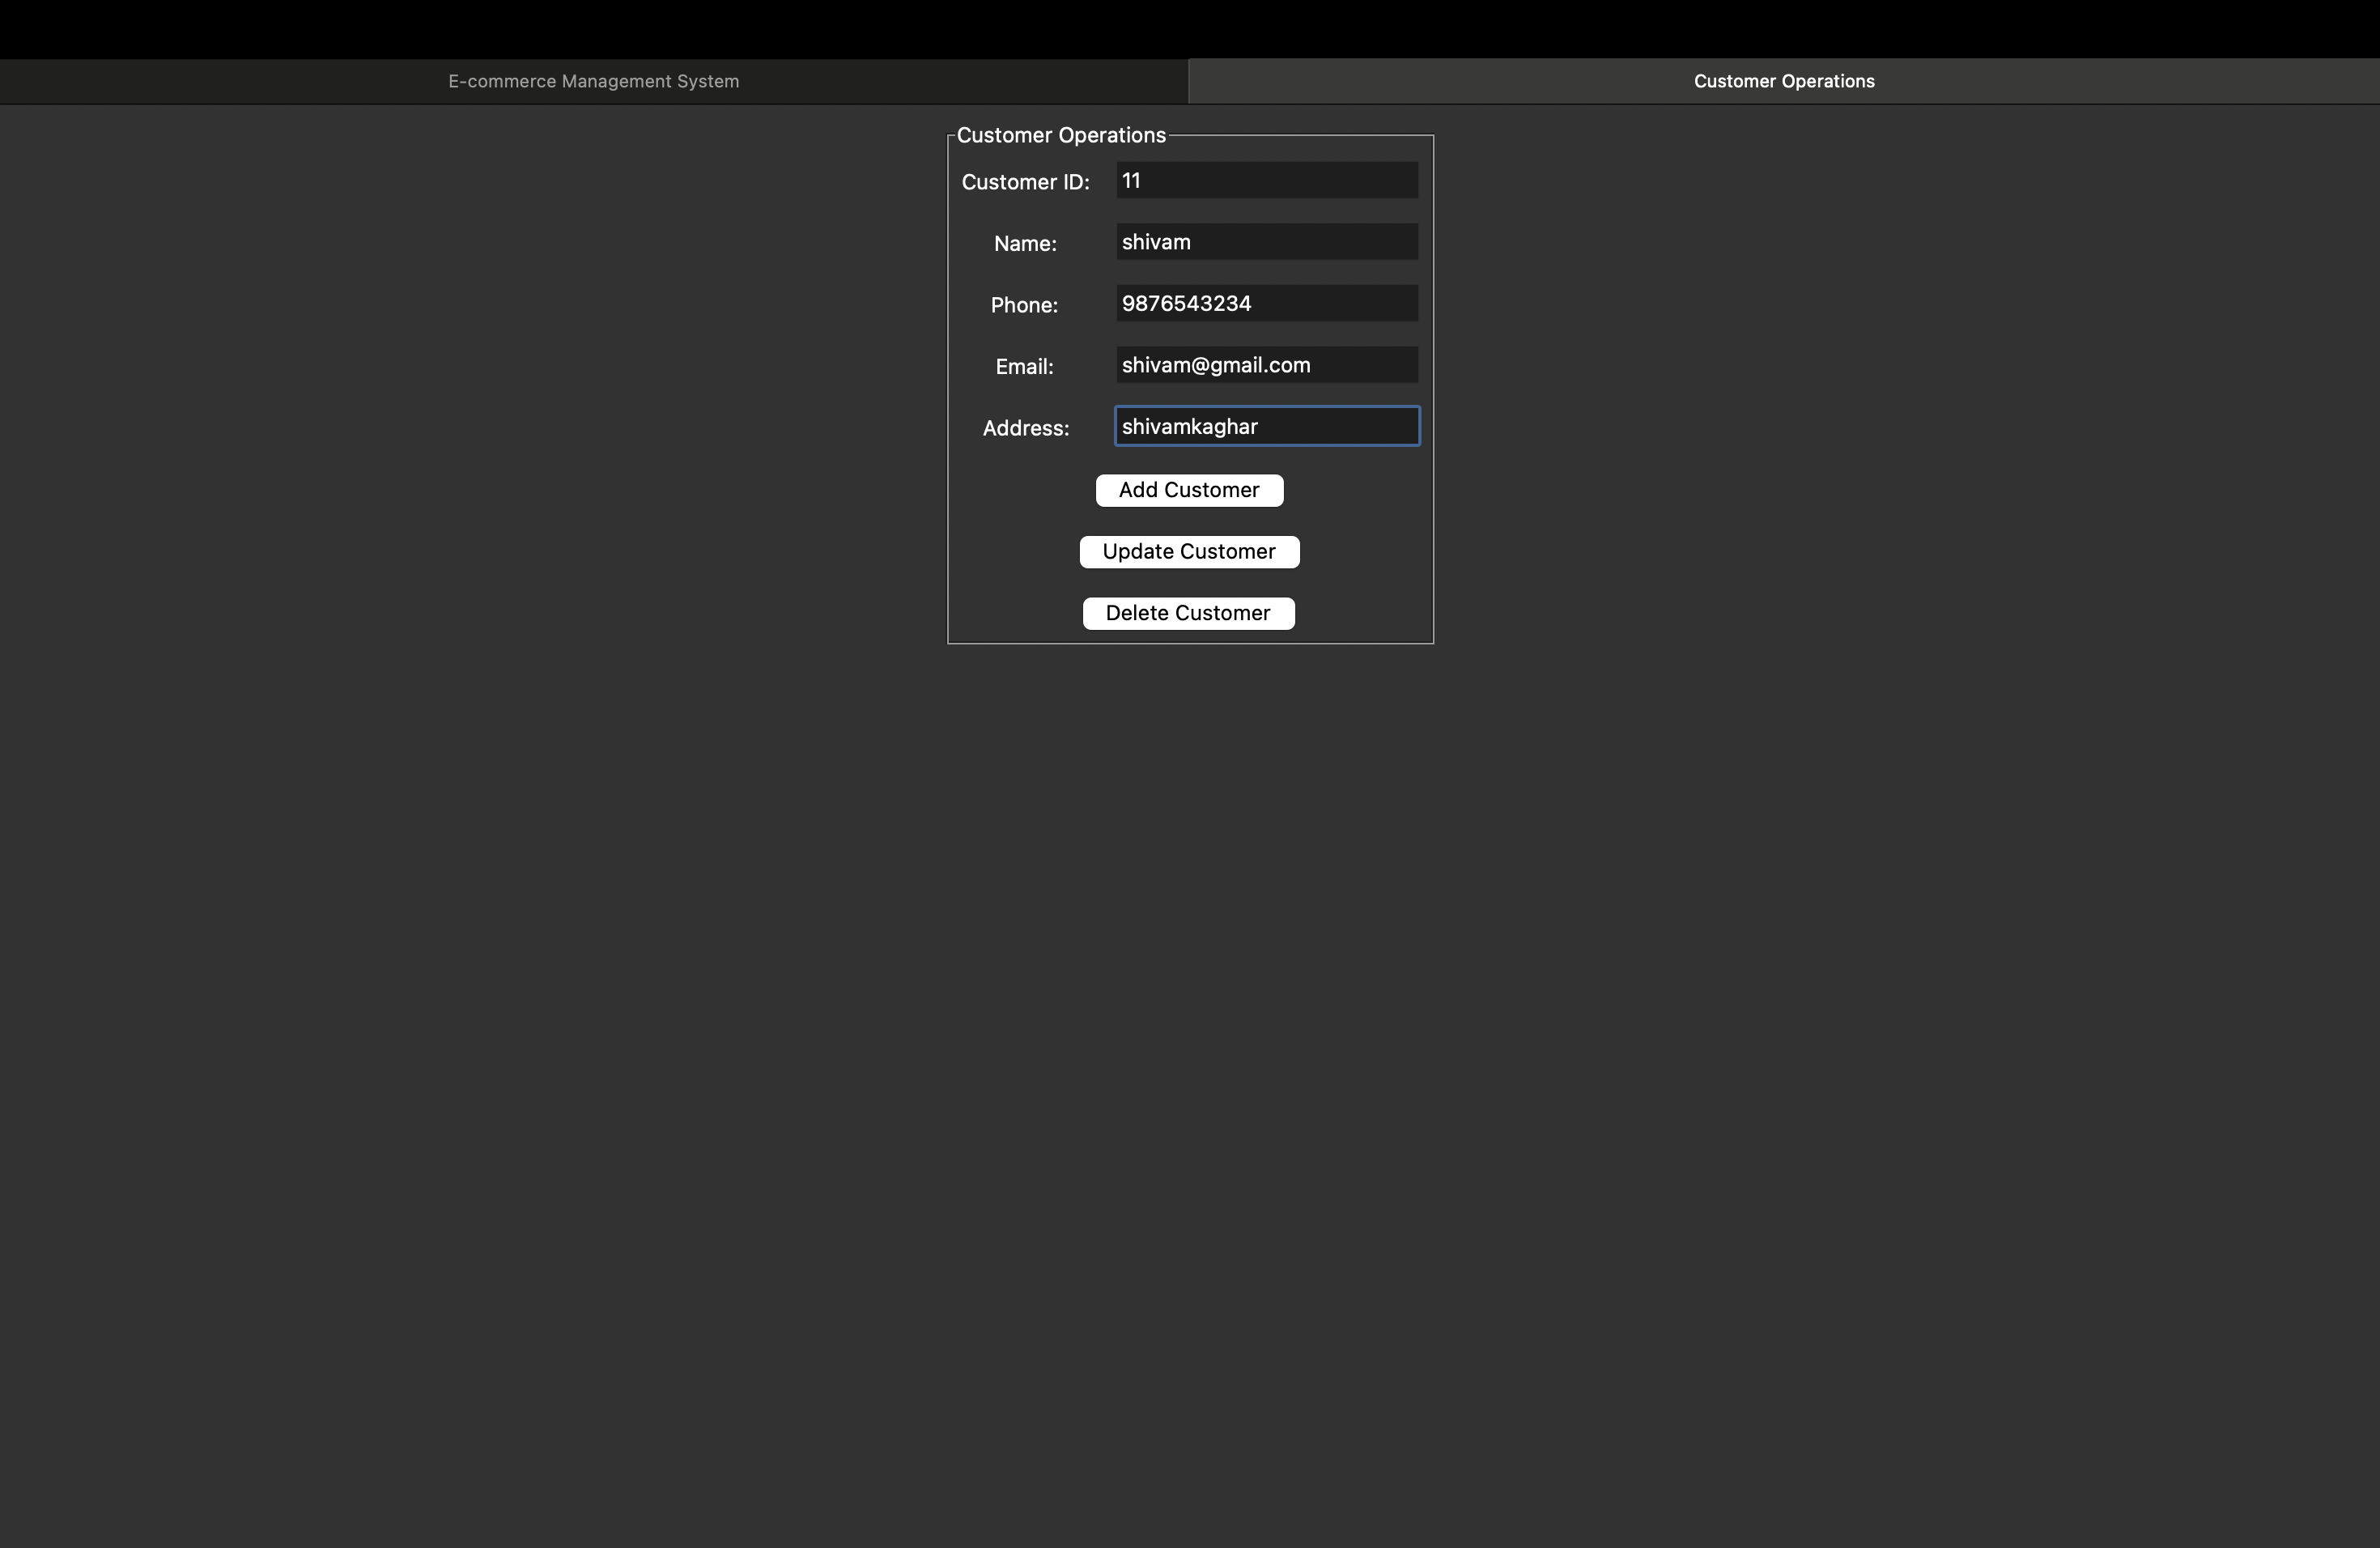 E-commerce Management System
Customer Operations
Customer Operations
Customer ID: 11
Name: shivam
Phone: 9876543234
Email: shivam@gmail.com
Address: shivamkaghar
Add Customer
Update Customer
Delete Customer